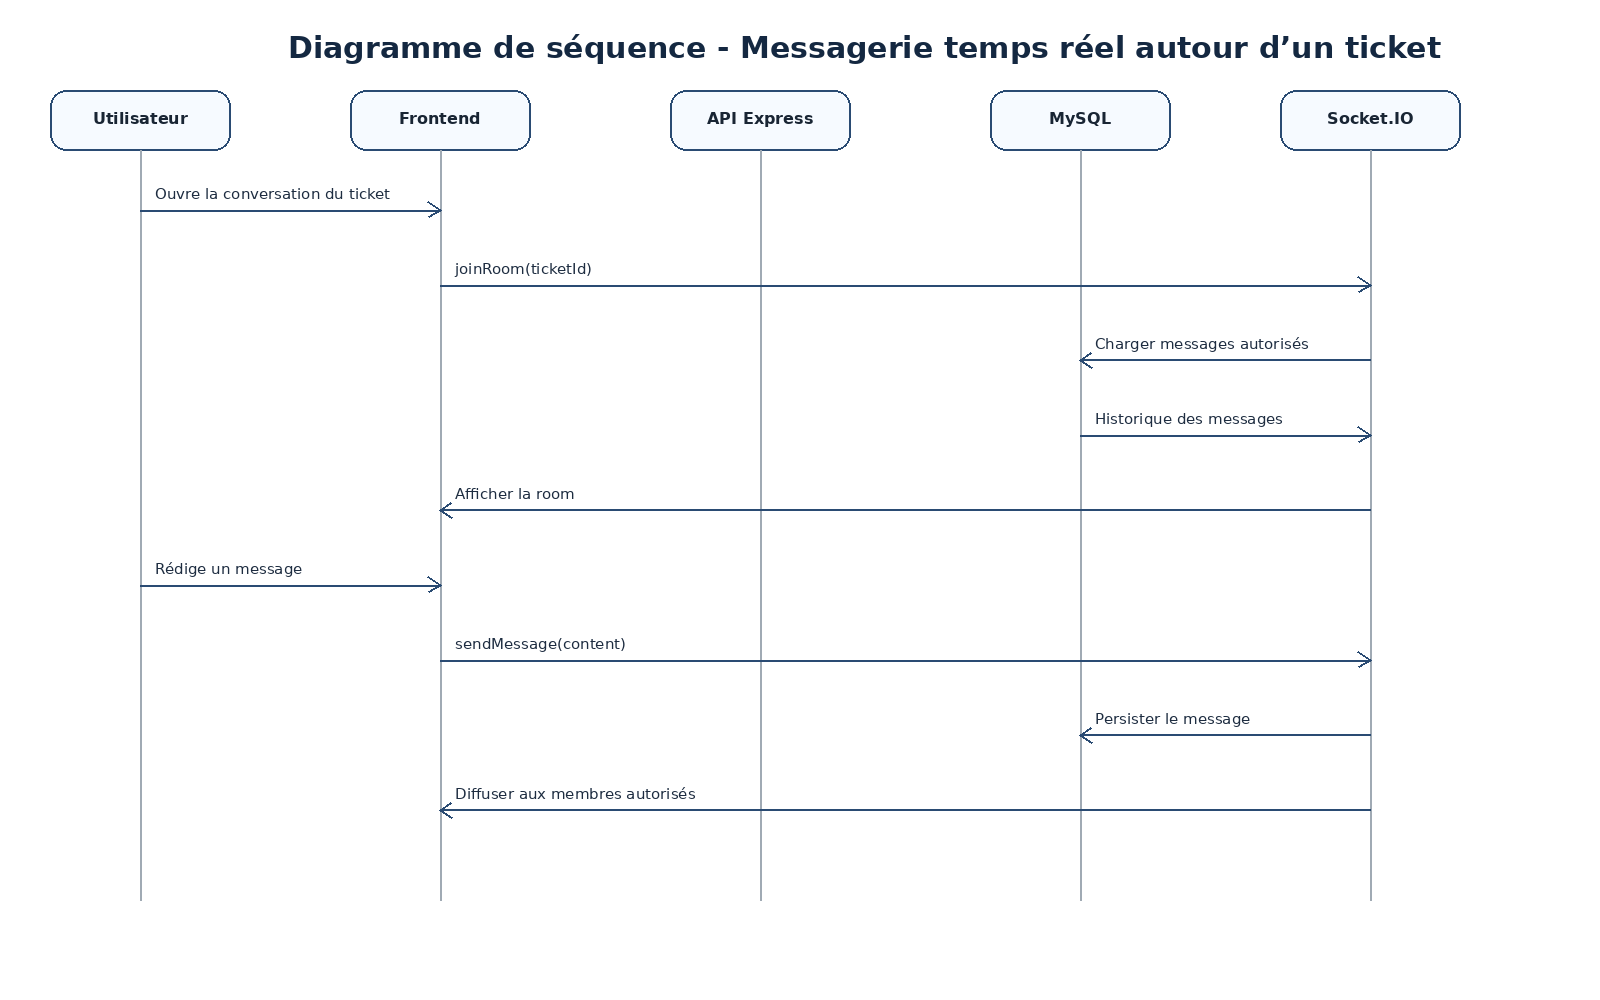 Diagramme de séquence - Messagerie temps réel autour d’un ticket
Utilisateur
Frontend
API Express
MySQL
Socket.IO
Ouvre la conversation du ticket
joinRoom(ticketId)
Charger messages autorisés
Historique des messages
Afficher la room
Rédige un message
sendMessage(content)
Persister le message
Diffuser aux membres autorisés